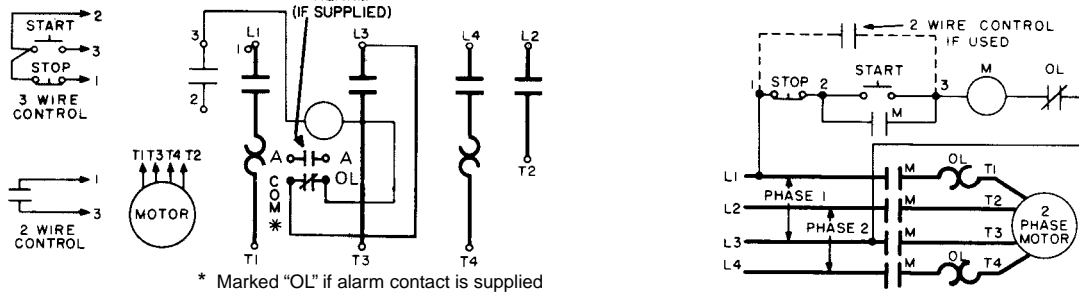 (IF SUPPLIED)
2
START
3
STOP
1
3 WIRE
CONTROL
3
2
L1
1
L3
L4
L2
A
A
COM
*
OL
T2
T1
T3
T4
1
3
2 WIRE
CONTROL
T1 T3 T4 T2
MOTOR
* Marked "OL" if alarm contact is supplied
2 WIRE CONTROL
IF USED
1
STOP
2
START
3
M
OL
M
L1
M
OL
T1
PHASE 1
L2
M
T2
PHASE 2
L3
M
T3
L4
M
OL
T4
2
PHASE
MOTOR